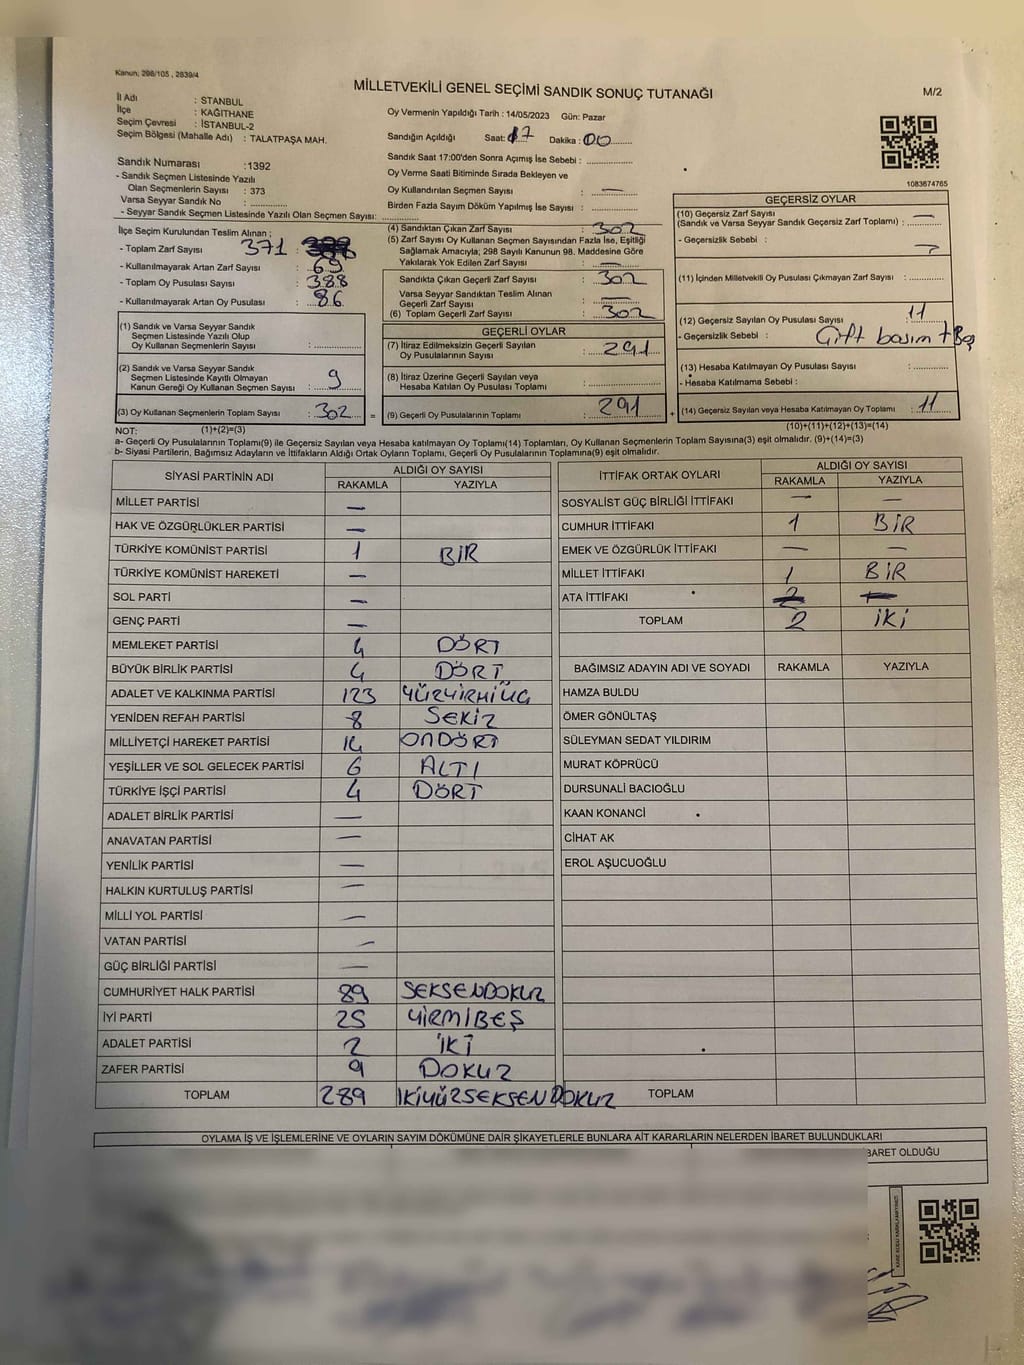 Kanun; 298/105 , 2839/4
MİLLETVEKİLİ GENEL SEÇİMİ SANDIK SONUÇ TUTANAĞI
M/2
İl Adı : STANBUL
İlçe : KAĞITHANE
Seçim Çevresi : İSTANBUL-2
Seçim Bölgesi (Mahalle Adı) : TALATPAŞA MAH.
Sandık Numarası :1392
- Sandık Seçmen Listesinde Yazılı
Olan Seçmenlerin Sayısı : 373
Varsa Seyyar Sandık No : ..............
- Seyyar Sandık Seçmen Listesinde Yazılı Olan Seçmen Sayısı: ..............
Oy Vermenin Yapıldığı Tarih : 14/05/2023 Gün: Pazar
Sandığın Açıldığı Saat: 17 Dakika : 00
Sandık Saat 17:00'den Sonra Açımış İse Sebebi : ..............
Oy Verme Saati Bitiminde Sırada Bekleyen ve
Oy Kullandırılan Seçmen Sayısı : —
Birden Fazla Sayım Döküm Yapılmış İse Sayısı : ..............
1083674765
İlçe Seçim Kurulundan Teslim Alınan ;
- Toplam Zarf Sayısı 371 :
- Kullanılmayarak Artan Zarf Sayısı : 69
- Toplam Oy Pusulası Sayısı : 388
- Kullanılmayarak Artan Oy Pusulası : 86
(1) Sandık ve Varsa Seyyar Sandık
Seçmen Listesinde Yazılı Olup
Oy Kullanan Seçmenlerin Sayısı : ..............
(2) Sandık ve Varsa Seyyar Sandık
Seçmen Listesinde Kayıtlı Olmayan
Kanun Gereği Oy Kullanan Seçmen Sayısı : 9
(3) Oy Kullanan Seçmenlerin Toplam Sayısı : 302 =
(4) Sandıktan Çıkan Zarf Sayısı : 302
(5) Zarf Sayısı Oy Kullanan Seçmen Sayısından Fazla İse, Eşitliği
Sağlamak Amacıyla; 298 Sayılı Kanunun 98. Maddesine Göre
Yakılarak Yok Edilen Zarf Sayısı : —
Sandıkta Çıkan Geçerli Zarf Sayısı : 302
Varsa Seyyar Sandıktan Teslim Alınan
Geçerli Zarf Sayısı : —
(6) Toplam Geçerli Zarf Sayısı : 302
GEÇERLİ OYLAR
(7) İtiraz Edilmeksizin Geçerli Sayılan
Oy Pusulalarının Sayısı : 291
(8) İtiraz Üzerine Geçerli Sayılan veya
Hesaba Katılan Oy Pusulası Toplamı : ..............
(9) Geçerli Oy Pusulalarının Toplamı : 291 +
GEÇERSİZ OYLAR
(10) Geçersiz Zarf Sayısı
(Sandık ve Varsa Seyyar Sandık Geçersiz Zarf Toplamı) : —
- Geçersizlik Sebebi :
(11) İçinden Milletvekili Oy Pusulası Çıkmayan Zarf Sayısı : ..............
(12) Geçersiz Sayılan Oy Pusulası Sayısı : 11
- Geçersizlik Sebebi : Çift basım + Boş
(13) Hesaba Katılmayan Oy Pusulası Sayısı : ..............
- Hesaba Katılmama Sebebi :
(14) Geçersiz Sayılan veya Hesaba Katılmayan Oy Toplamı : 11
NOT: (1)+(2)=(3) (10)+(11)+(12)+(13)=(14)
a- Geçerli Oy Pusulalarının Toplamı(9) ile Geçersiz Sayılan veya Hesaba katılmayan Oy Toplamı(14) Toplamları, Oy Kullanan Seçmenlerin Toplam Sayısına(3) eşit olmalıdır. (9)+(14)=(3)
b- Siyasi Partilerin, Bağımsız Adayların ve İttifakların Aldığı Ortak Oyların Toplamı, Geçerli Oy Pusulalarının Toplamına(9) eşit olmalıdır.
SİYASİ PARTİNİN ADI ALDIĞI OY SAYISI
RAKAMLA YAZIYLA
MİLLET PARTİSİ —
HAK VE ÖZGÜRLÜKLER PARTİSİ —
TÜRKİYE KOMÜNİST PARTİSİ 1 BİR
TÜRKİYE KOMÜNİST HAREKETİ —
SOL PARTİ —
GENÇ PARTİ —
MEMLEKET PARTİSİ 4 DÖRT
BÜYÜK BİRLİK PARTİSİ 4 DÖRT
ADALET VE KALKINMA PARTİSİ 123 YÜZYİRMİÜÇ
YENİDEN REFAH PARTİSİ 8 SEKİZ
MİLLİYETÇİ HAREKET PARTİSİ 14 ONDÖRT
YEŞİLLER VE SOL GELECEK PARTİSİ 6 ALTI
TÜRKİYE İŞÇİ PARTİSİ 4 DÖRT
ADALET BİRLİK PARTİSİ —
ANAVATAN PARTİSİ —
YENİLİK PARTİSİ —
HALKIN KURTULUŞ PARTİSİ —
MİLLİ YOL PARTİSİ —
VATAN PARTİSİ —
GÜÇ BİRLİĞİ PARTİSİ —
CUMHURİYET HALK PARTİSİ 89 SEKSENDOKUZ
İYİ PARTİ 25 YİRMİBEŞ
ADALET PARTİSİ 2 İKİ
ZAFER PARTİSİ 9 DOKUZ
TOPLAM 289 İKİYÜZSEKSENDOKUZ
İTTİFAK ORTAK OYLARI ALDIĞI OY SAYISI
RAKAMLA YAZIYLA
SOSYALİST GÜÇ BİRLİĞİ İTTİFAKI — —
CUMHUR İTTİFAKI 1 BİR
EMEK VE ÖZGÜRLÜK İTTİFAKI — —
MİLLET İTTİFAKI 1 BİR
ATA İTTİFAKI
TOPLAM 2 İKİ
BAĞIMSIZ ADAYIN ADI VE SOYADI RAKAMLA YAZIYLA
HAMZA BULDU
ÖMER GÖNÜLTAŞ
SÜLEYMAN SEDAT YILDIRIM
MURAT KÖPRÜCÜ
DURSUNALİ BACIOĞLU
KAAN KONANCİ
CİHAT AK
EROL AŞUCUOĞLU
TOPLAM
OYLAMA İŞ VE İŞLEMLERİNE VE OYLARIN SAYIM DÖKÜMÜNE DAİR ŞİKAYETLERLE BUNLARA AİT KARARLARIN NELERDEN İBARET BULUNDUKLARI
BARET OLDUĞU